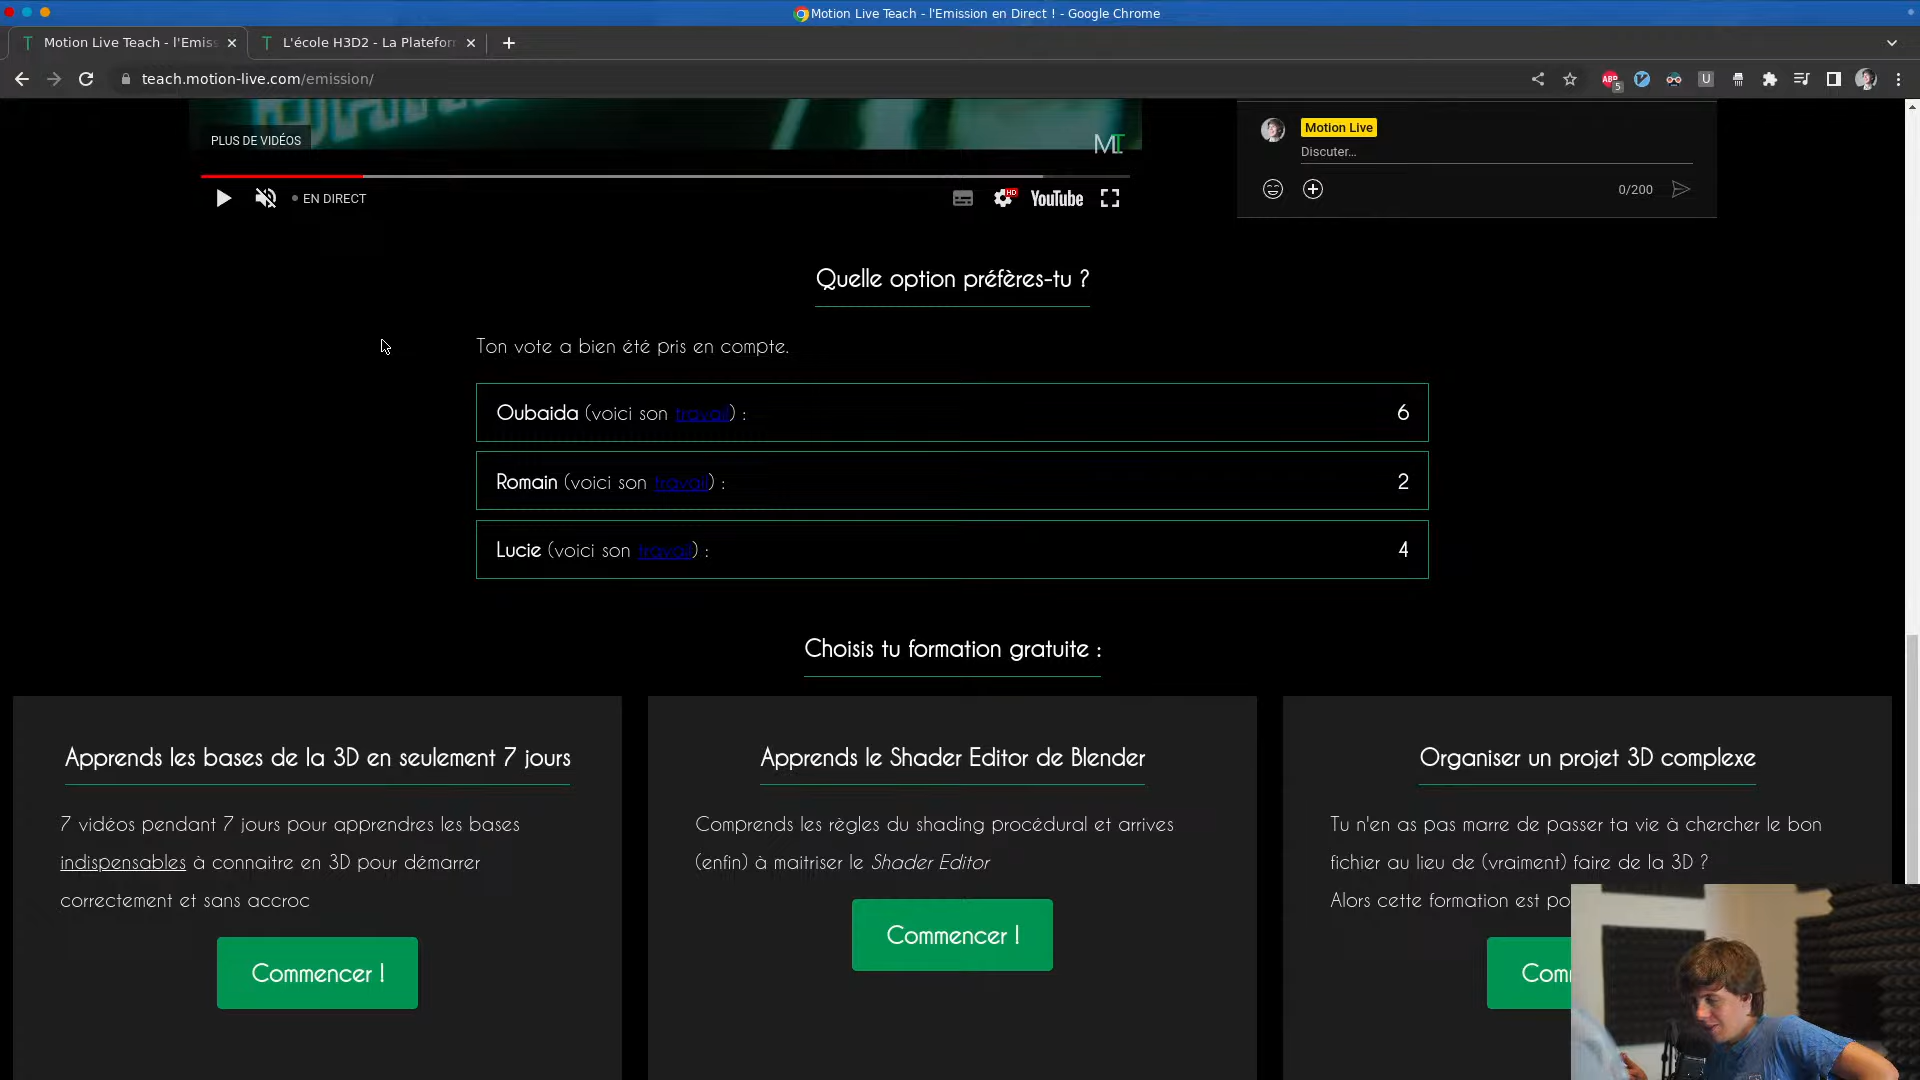 Motion Live Teach - l'Emission en Direct ! - Google Chrome
Motion Live Teach - l'Emiss
L'école H3D2 - La Platefor
teach.motion-live.com/emission/
ABP
5
U
PLUS DE VIDÉOS
EN DIRECT
HD
YouTube
Motion Live
Discuter...
0/200
Quelle option préfères-tu ?
Ton vote a bien été pris en compte.
Oubaida (voici son travail) :
6
Romain (voici son travail) :
2
Lucie (voici son travail) :
4
Choisis tu formation gratuite :
Apprends les bases de la 3D en seulement 7 jours
7 vidéos pendant 7 jours pour apprendres les bases
indispensables à connaitre en 3D pour démarrer
correctement et sans accroc
Commencer !
Apprends le Shader Editor de Blender
Comprends les règles du shading procédural et arrives
(enfin) à maitriser le Shader Editor
Commencer !
Organiser un projet 3D complexe
Tu n'en as pas marre de passer ta vie à chercher le bon
fichier au lieu de (vraiment) faire de la 3D ?
Alors cette formation est po
Com